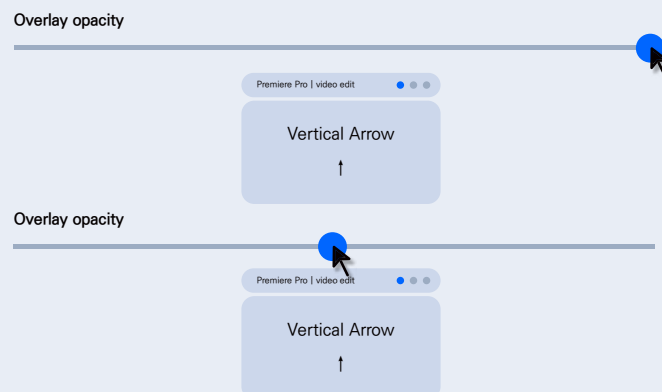 Overlay opacity
Premiere Pro | video edit
Vertical Arrow
↑
Overlay opacity
Premiere Pro | video edit
Vertical Arrow
↑